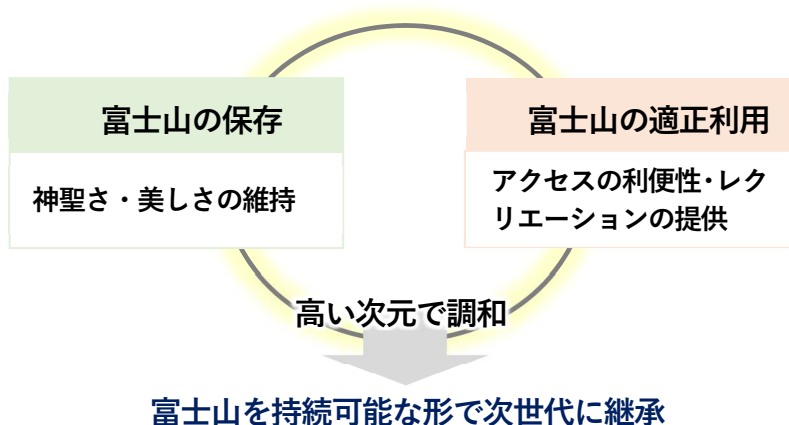 富士山の保存
神聖さ・美しさの維持
富士山の適正利用
アクセスの利便性・レク
リエーションの提供
高い次元で調和
富士山を持続可能な形で次世代に継承